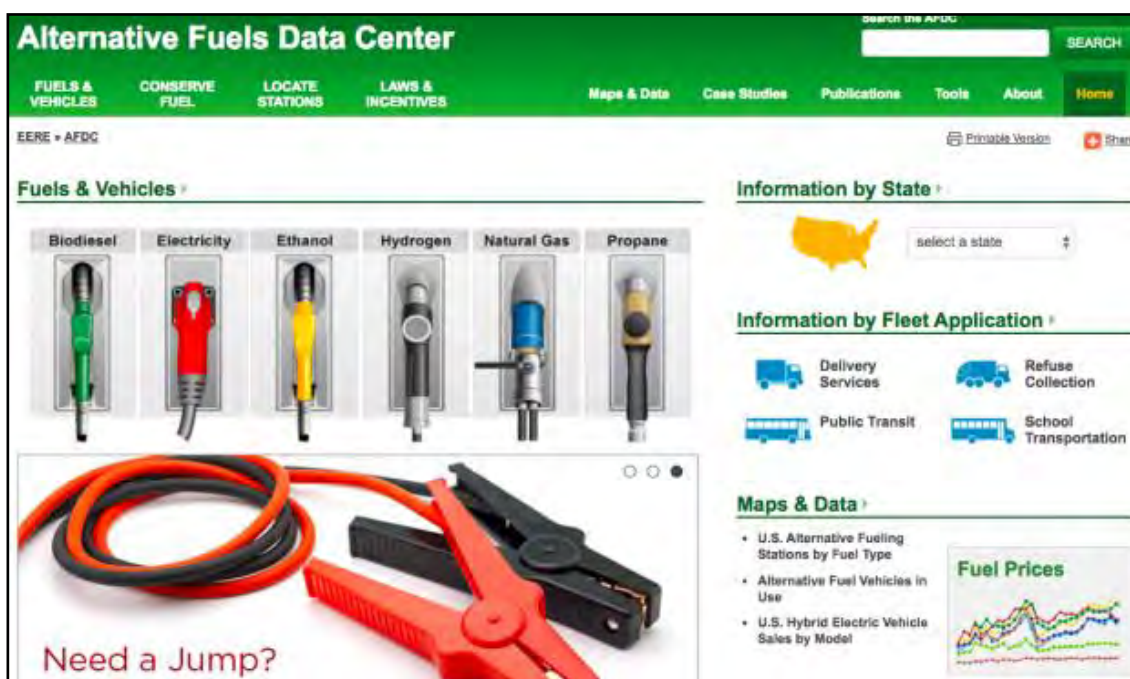 Search the AFDC
Alternative Fuels Data Center
SEARCH
FUELS &
VEHICLES
CONSERVE
FUEL
LOCATE
STATIONS
LAWS &
INCENTIVES
Maps & Data
Case Studies
Publications
Tools
About
Home
EERE » AFDC
Printable Version
Shar
Fuels & Vehicles
Biodiesel
Electricity
Ethanol
Hydrogen
Natural Gas
Propane
Need a Jump?
Information by State
select a state
Information by Fleet Application
Delivery
Services
Refuse
Collection
Public Transit
School
Transportation
Maps & Data
• U.S. Alternative Fueling
Stations by Fuel Type
• Alternative Fuel Vehicles in
Use
• U.S. Hybrid Electric Vehicle
Sales by Model
Fuel Prices